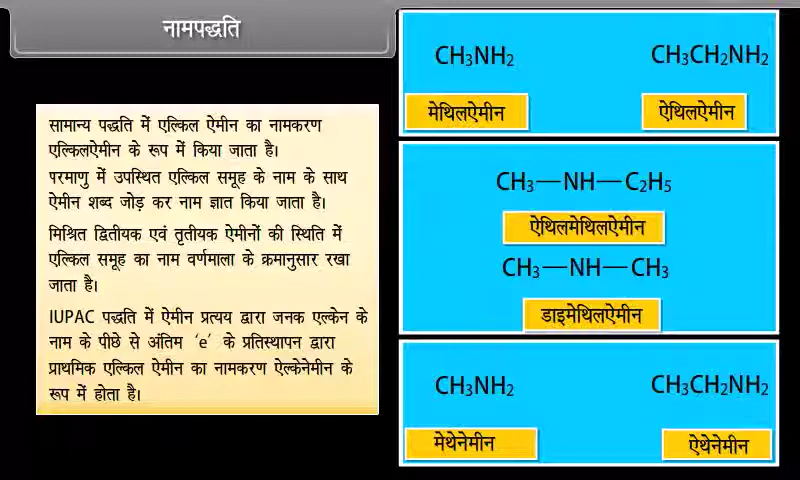 नामपद्धति
सामान्य पद्धति में एल्किल ऐमीन का नामकरण
एल्किलऐमीन के रूप में किया जाता है।
परमाणु में उपस्थित एल्किल समूह के नाम के साथ
ऐमीन शब्द जोड़ कर नाम ज्ञात किया जाता है।
मिश्रित द्वितीयक एवं तृतीयक ऐमीनों की स्थिति में
एल्किल समूह का नाम वर्णमाला के क्रमानुसार रखा
जाता है।
IUPAC पद्धति में ऐमीन प्रत्यय द्वारा जनक एल्केन के
नाम के पीछे से अंतिम ‘e’ के प्रतिस्थापन द्वारा
प्राथमिक एल्किल ऐमीन का नामकरण ऐल्केनेमीन के
रूप में होता है।
CH₃NH₂ CH₃CH₂NH₂
मेथिलऐमीन ऐथिलऐमीन
CH₃—NH—C₂H₅
ऐथिलमेथिलऐमीन
CH₃—NH—CH₃
डाइमेथिलऐमीन
CH₃NH₂ CH₃CH₂NH₂
मेथेनेमीन ऐथेनेमीन